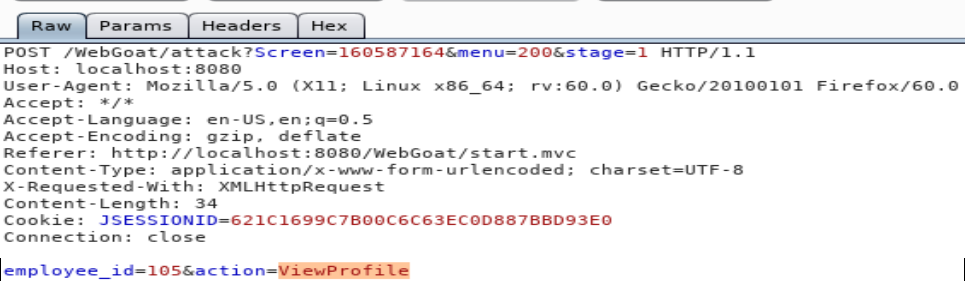 Raw Params Headers Hex
POST /WebGoat/attack?Screen=160587164&menu=200&stage=1 HTTP/1.1
Host: localhost:8080
User-Agent: Mozilla/5.0 (X11; Linux x86_64; rv:60.0) Gecko/20100101 Firefox/60.0
Accept: */*
Accept-Language: en-US,en;q=0.5
Accept-Encoding: gzip, deflate
Referer: http://localhost:8080/WebGoat/start.mvc
Content-Type: application/x-www-form-urlencoded; charset=UTF-8
X-Requested-With: XMLHttpRequest
Content-Length: 34
Cookie: JSESSIONID=621C1699C7B00C6C63EC0D887BBD93E0
Connection: close
employee_id=105&action=ViewProfile